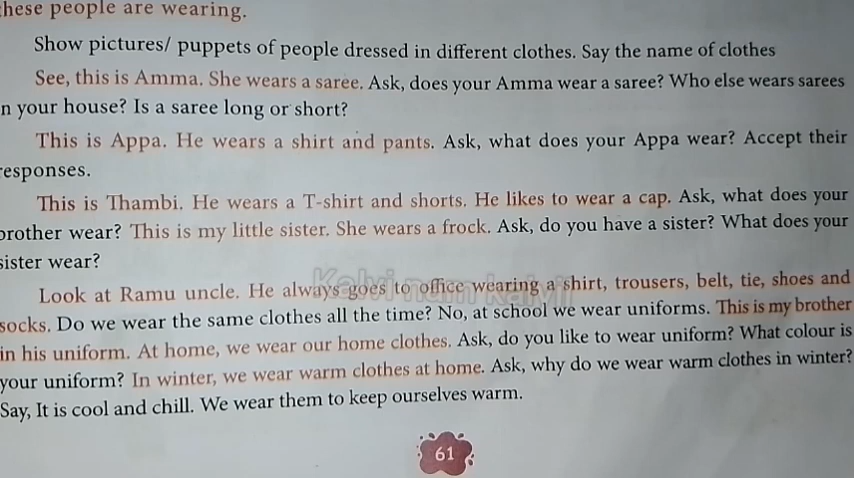 hese people are wearing.
Show pictures/ puppets of people dressed in different clothes. Say the name of clothes
See, this is Amma. She wears a saree. Ask, does your Amma wear a saree? Who else wears sarees
n your house? Is a saree long or short?
This is Appa. He wears a shirt and pants. Ask, what does your Appa wear? Accept their
responses.
This is Thambi. He wears a T-shirt and shorts. He likes to wear a cap. Ask, what does your
brother wear? This is my little sister. She wears a frock. Ask, do you have a sister? What does your
sister wear?
Kalvi nam kalvi
Look at Ramu uncle. He always goes to office wearing a shirt, trousers, belt, tie, shoes and
socks. Do we wear the same clothes all the time? No, at school we wear uniforms. This is my brother
in his uniform. At home, we wear our home clothes. Ask, do you like to wear uniform? What colour is
your uniform? In winter, we wear warm clothes at home. Ask, why do we wear warm clothes in winter?
Say, It is cool and chill. We wear them to keep ourselves warm.
61